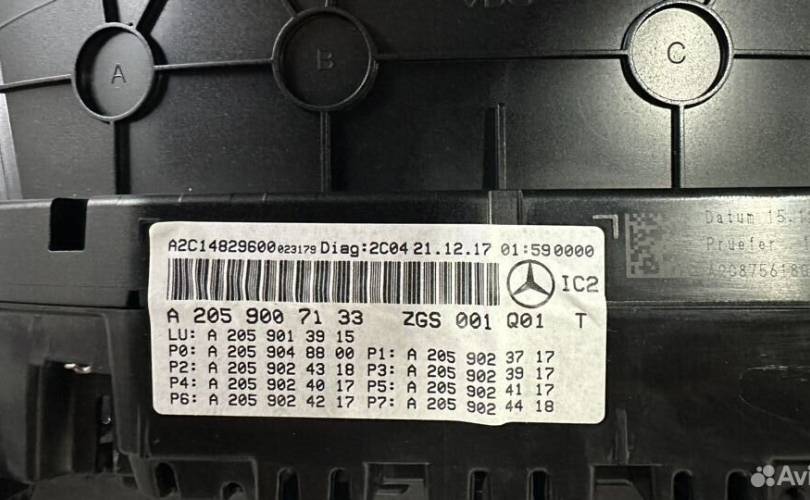 VDO
A
B
C
A2C14829600 023179 Diag:2C04 21.12.17 01:590000
IC2
A 205 900 71 33 ZGS 001 Q01 T
LU: A 205 901 39 15
P0: A 205 904 88 00 P1: A 205 902 37 17
P2: A 205 902 43 18 P3: A 205 902 39 17
P4: A 205 902 40 17 P5: A 205 902 41 17
P6: A 205 902 42 17 P7: A 205 902 44 18
Datum 15.
Pruefer
Avi